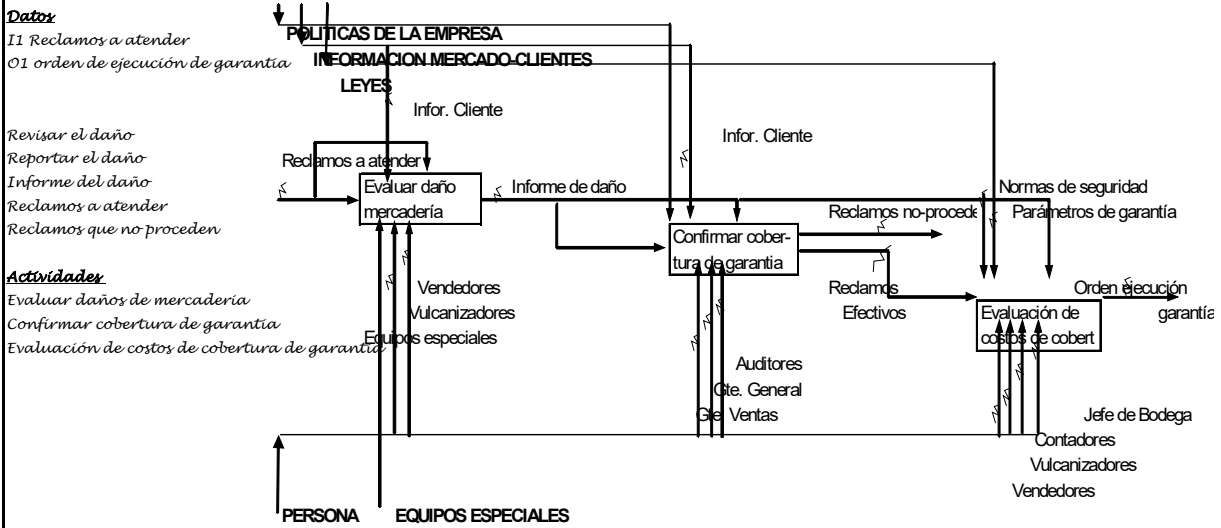 Datos
I1 Reclamos a atender
O1 orden de ejecución de garantía
Revisar el daño
Reportar el daño
Informe del daño
Reclamos a atender
Reclamos que no proceden
Actividades
Evaluar daños de mercadería
Confirmar cobertura de garantía
Evaluación de costos de cobertura de garantía
POLITICAS DE LA EMPRESA
INFORMACION MERCADO-CLIENTES
LEYES
Infor. Cliente
Infor. Cliente
Reclamos a atender
Evaluar daño
mercadería
Informe de daño
Normas de seguridad
Reclamos no-procede
Parámetros de garantía
Confirmar cober-
tura de garantia
Vendedores
Vulcanizadores
Equipos especiales
Reclamos
Efectivos
Orden ejecución
garantía
Evaluación de
costos de cobert
Auditores
Gte. General
Gte. Ventas
Jefe de Bodega
Contadores
Vulcanizadores
Vendedores
PERSONA
EQUIPOS ESPECIALES